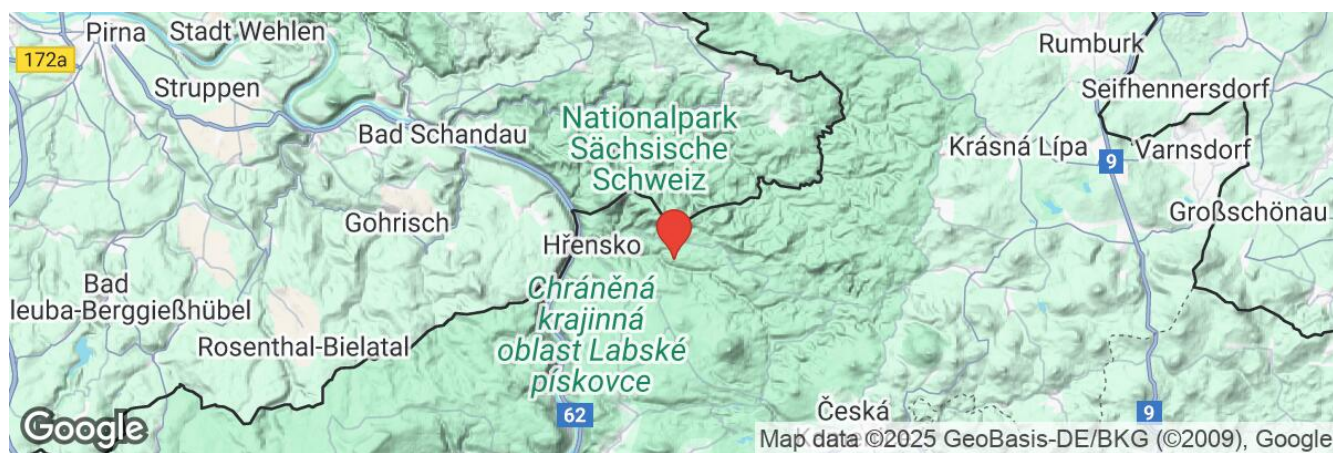 Pirna
Stadt Wehlen
172a
Struppen
Bad Schandau
Nationalpark
Sächsische
Schweiz
Rumburk
Seifhennersdorf
Krásná Lípa
9
Varnsdorf
Großschönau
Gohrisch
Hřensko
Bad
leuba-Berggießhübel
Rosenthal-Bielatal
Chráněná
krajinná
oblast Labské
pískovce
62
Česká
9
Google
Map data ©2025 GeoBasis-DE/BKG (©2009), Google